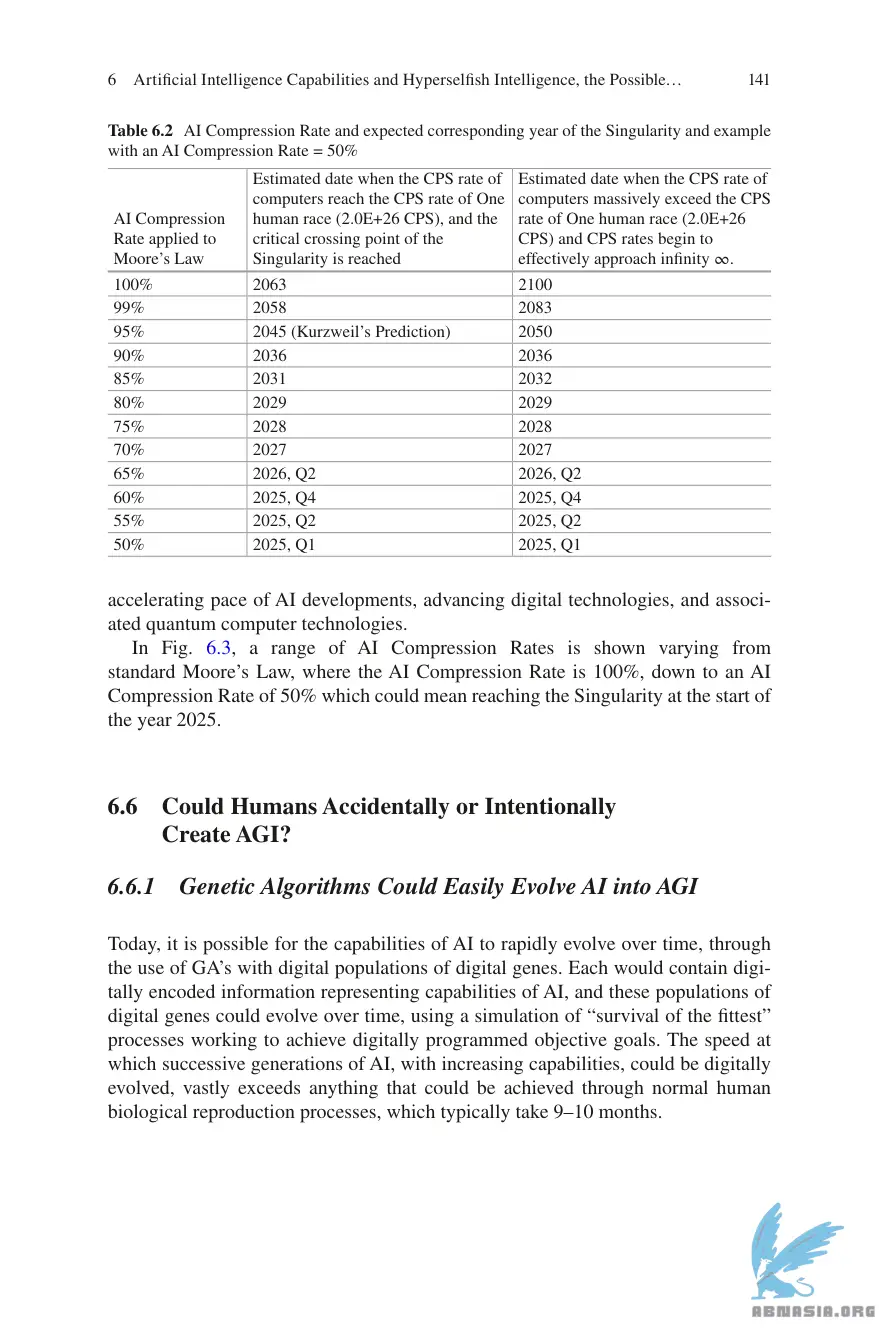 6 Artificial Intelligence Capabilities and Hyperselfish Intelligence, the Possible… 141
Table 6.2 AI Compression Rate and expected corresponding year of the Singularity and example
with an AI Compression Rate = 50%
AI Compression
Rate applied to
Moore’s Law
Estimated date when the CPS rate of
computers reach the CPS rate of One
human race (2.0E+26 CPS), and the
critical crossing point of the
Singularity is reached
Estimated date when the CPS rate of
computers massively exceed the CPS
rate of One human race (2.0E+26
CPS) and CPS rates begin to
effectively approach infinity ∞.
100% 2063 2100
99% 2058 2083
95% 2045 (Kurzweil’s Prediction) 2050
90% 2036 2036
85% 2031 2032
80% 2029 2029
75% 2028 2028
70% 2027 2027
65% 2026, Q2 2026, Q2
60% 2025, Q4 2025, Q4
55% 2025, Q2 2025, Q2
50% 2025, Q1 2025, Q1
accelerating pace of AI developments, advancing digital technologies, and associ-
ated quantum computer technologies.
In Fig. 6.3, a range of AI Compression Rates is shown varying from
standard Moore’s Law, where the AI Compression Rate is 100%, down to an AI
Compression Rate of 50% which could mean reaching the Singularity at the start of
the year 2025.
6.6 Could Humans Accidentally or Intentionally
Create AGI?
6.6.1 Genetic Algorithms Could Easily Evolve AI into AGI
Today, it is possible for the capabilities of AI to rapidly evolve over time, through
the use of GA’s with digital populations of digital genes. Each would contain digi-
tally encoded information representing capabilities of AI, and these populations of
digital genes could evolve over time, using a simulation of “survival of the fittest”
processes working to achieve digitally programmed objective goals. The speed at
which successive generations of AI, with increasing capabilities, could be digitally
evolved, vastly exceeds anything that could be achieved through normal human
biological reproduction processes, which typically take 9–10 months.
ABNASIA.ORG